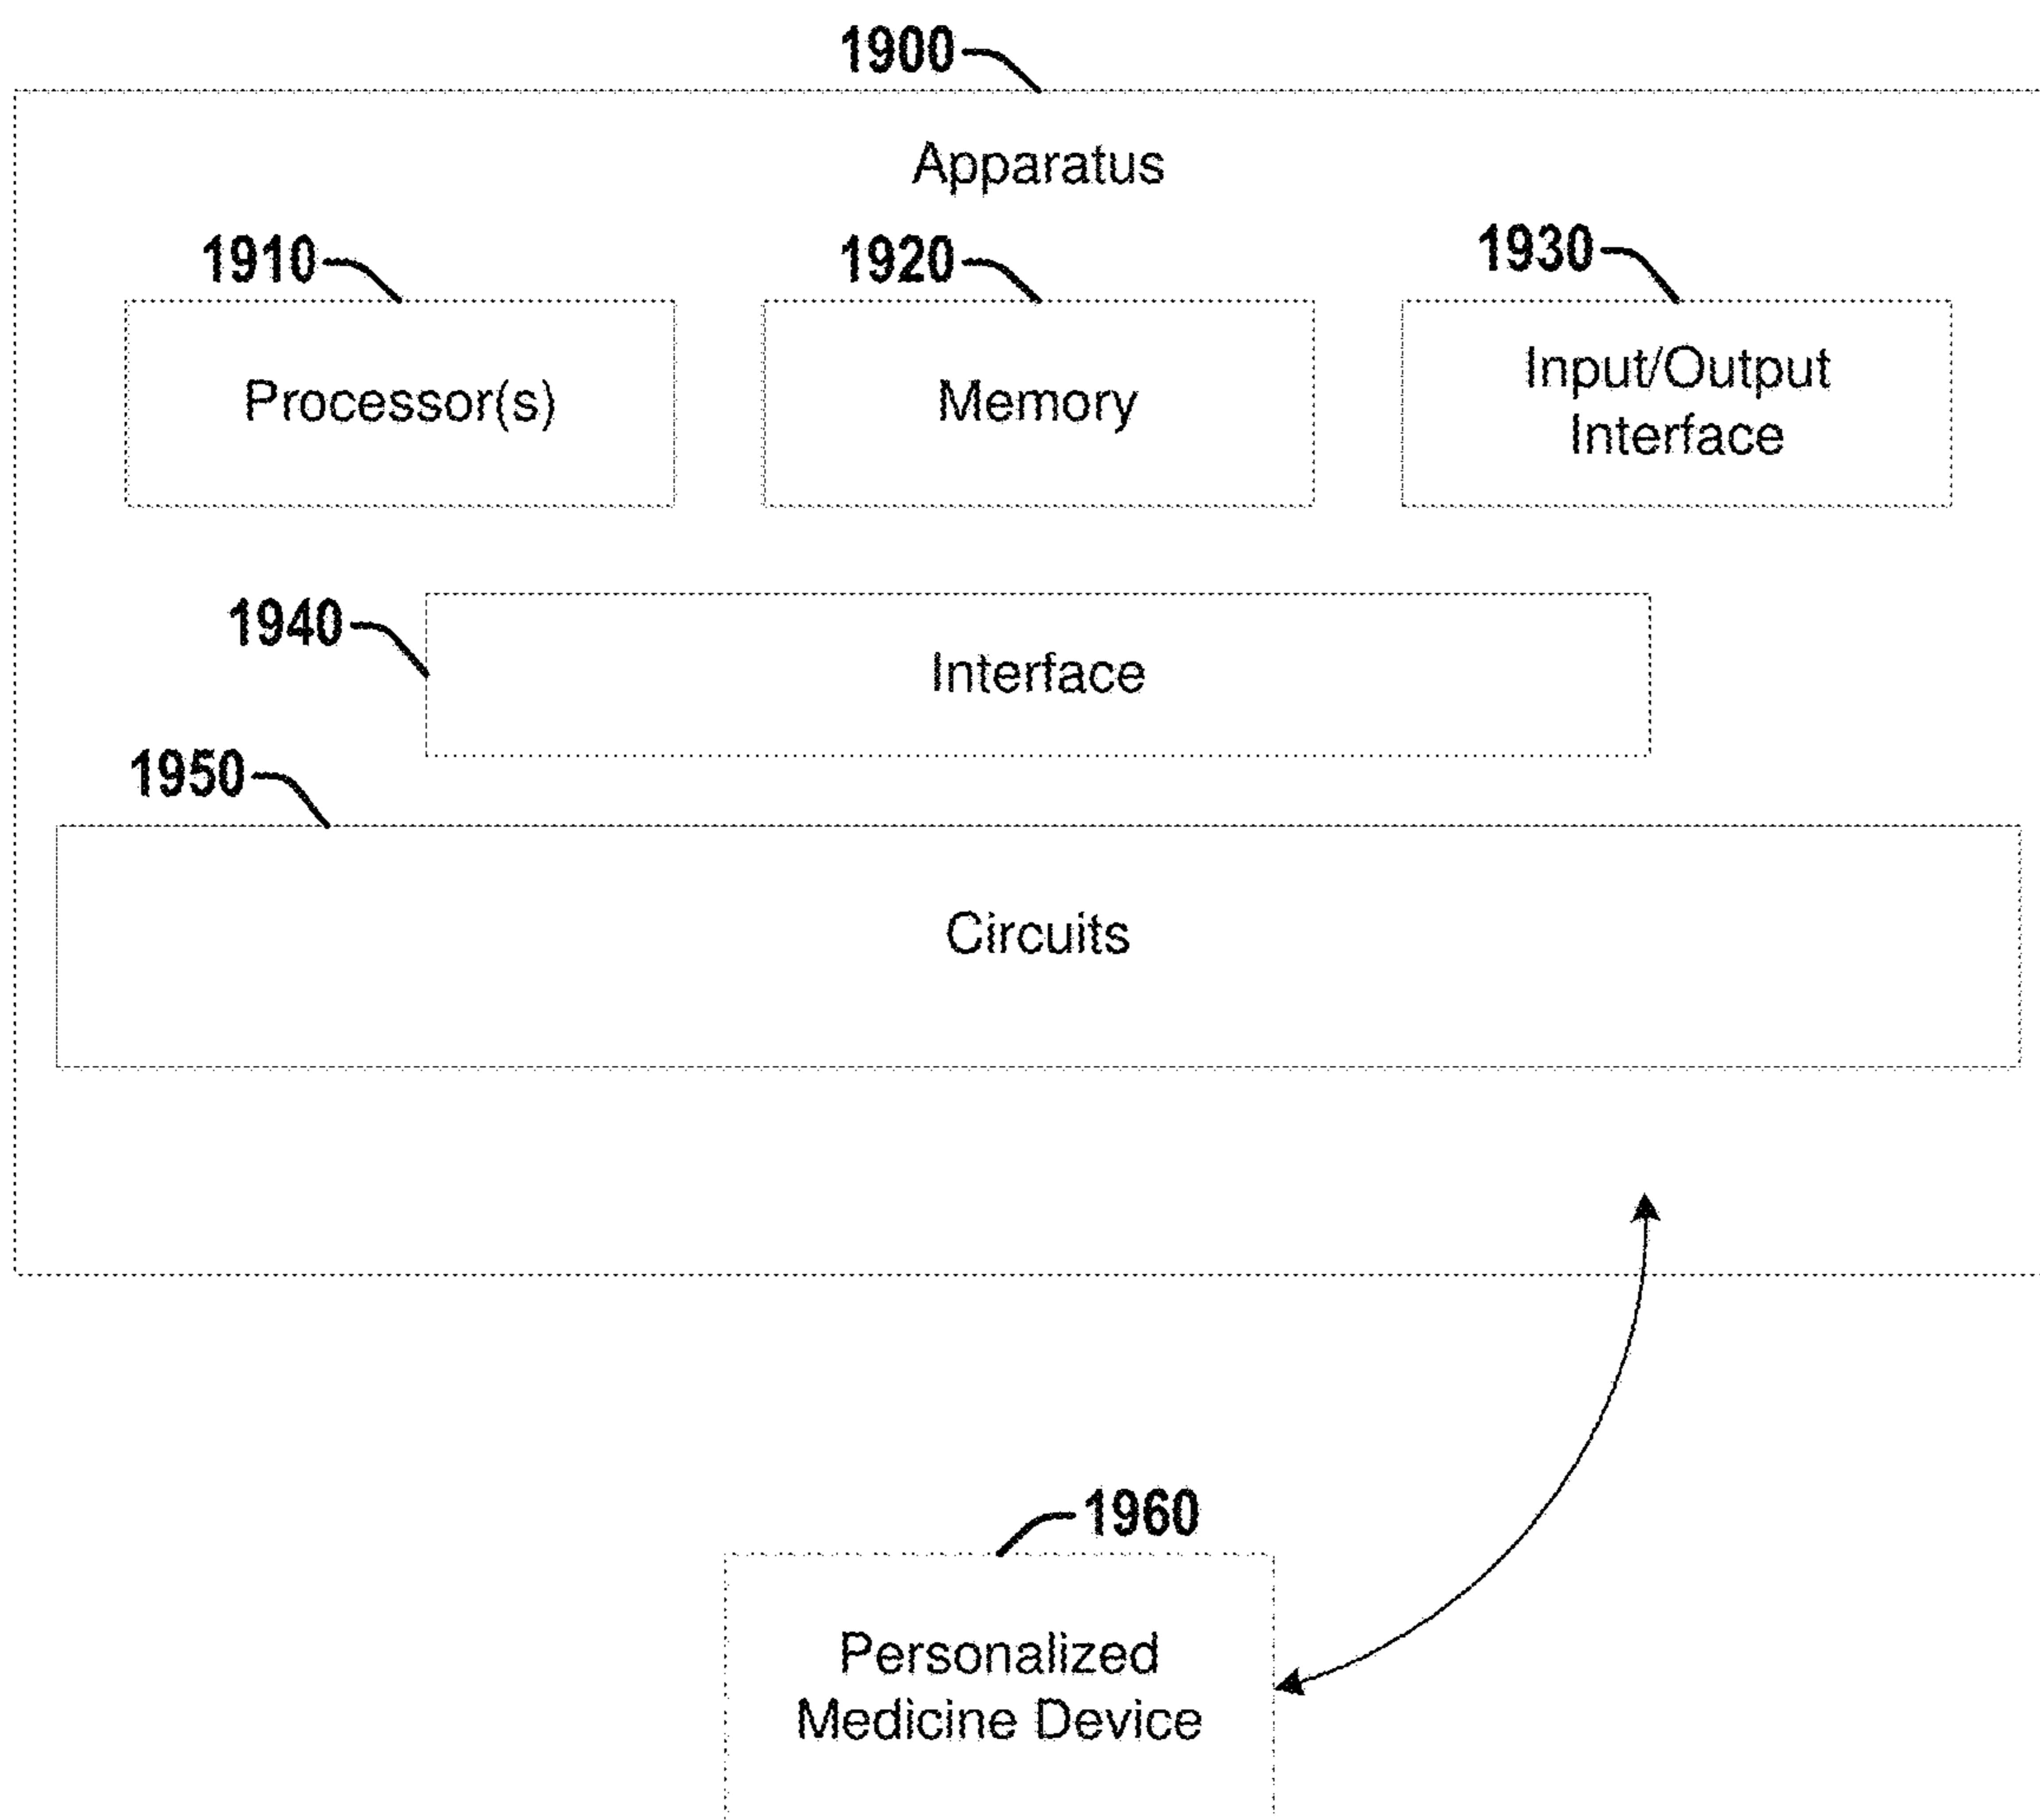 1900
Apparatus
1910
1920
1930
Processor(s)
Memory
Input/Output
Interface
1940
Interface
1950
Circuits
1960
Personalized
Medicine Device